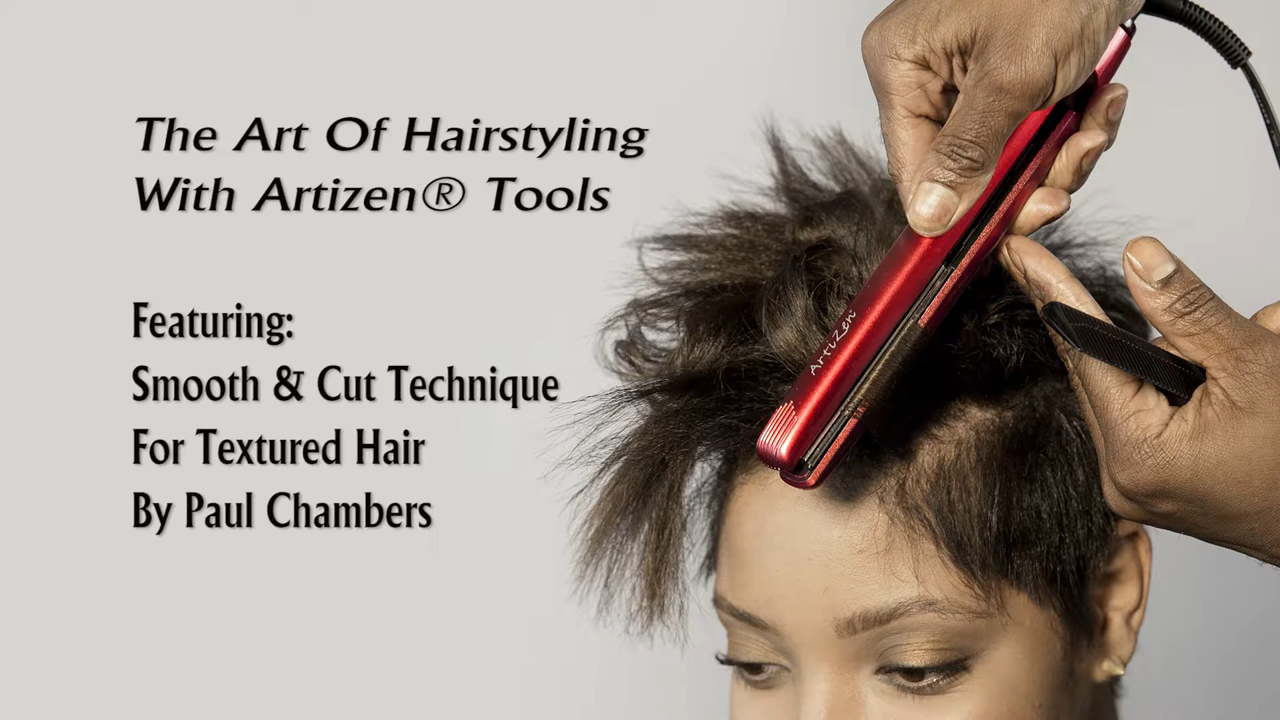 The Art Of Hairstyling
With Artizen® Tools
Featuring:
Smooth & Cut Technique
For Textured Hair
By Paul Chambers
Artizen